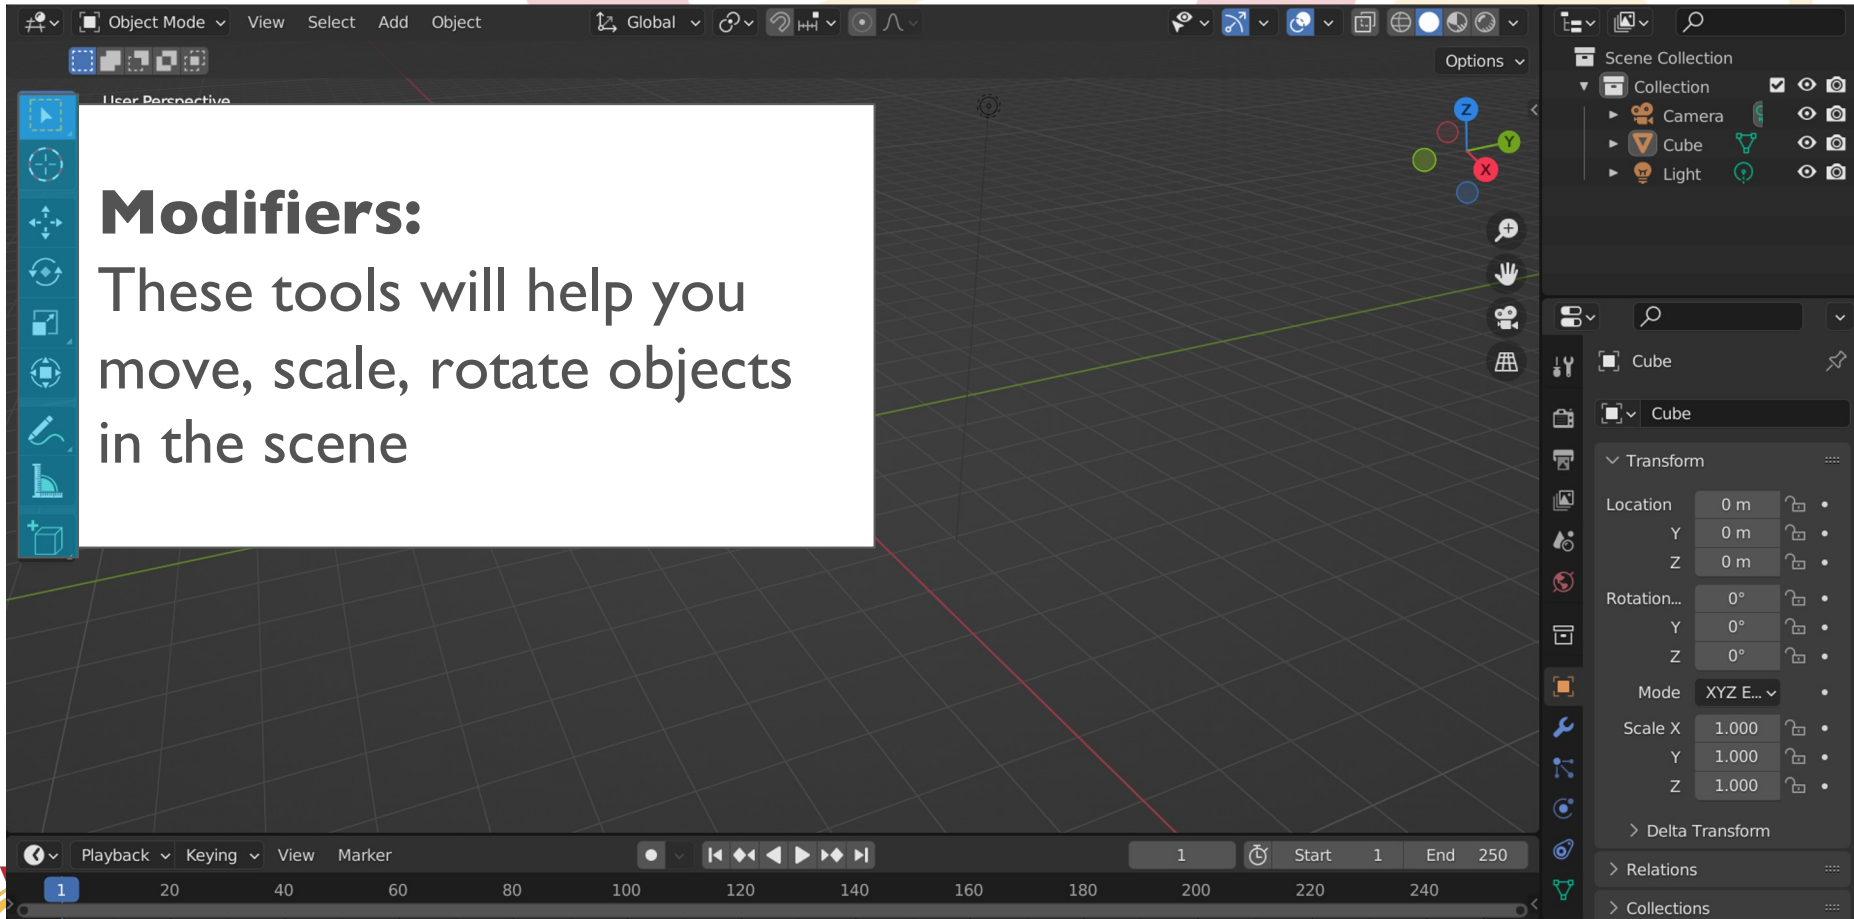 Object Mode View Select Add Object Global
Options
User Perspective
Modifiers:
These tools will help you
move, scale, rotate objects
in the scene
Z
Y
X
Scene Collection
Collection
Camera
Cube
Light
Cube
Cube
Transform
Location 0 m
Y 0 m
Z 0 m
Rotation... 0°
Y 0°
Z 0°
Mode XYZ E...
Scale X 1.000
Y 1.000
Z 1.000
Delta Transform
Relations
Collections
Playback Keying View Marker 1 Start 1 End 250
1 20 40 60 80 100 120 140 160 180 200 220 240